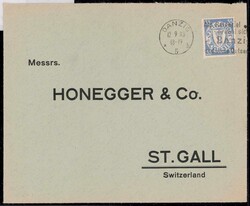 DANZIG
Messrs.
HONEGGER & Co.
ST. GALL
Switzerland